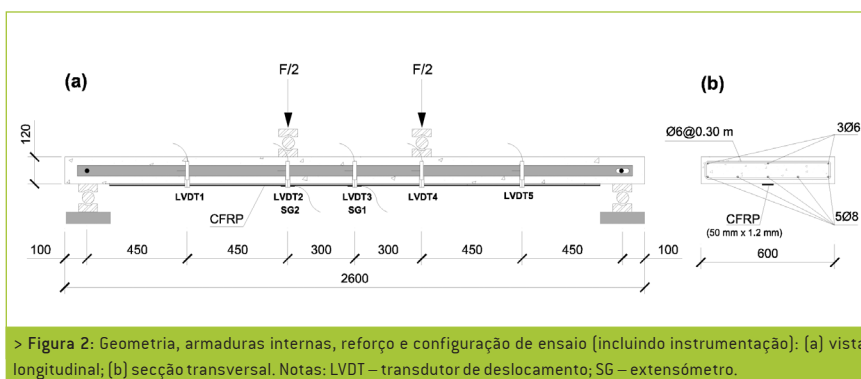 (a)
(b)
F/2
F/2
120
Ø6@0.30 m
3Ø6
LVDT1
LVDT2
LVDT3
LVDT4
LVDT5
SG2
SG1
CFRP
CFRP
(50 mm x 1.2 mm)
5Ø8
100
450
450
300
300
450
450
100
600
2600
> Figura 2: Geometria, armaduras internas, reforço e configuração de ensaio (incluindo instrumentação): (a) vista
longitudinal; (b) secção transversal. Notas: LVDT – transdutor de deslocamento; SG – extensómetro.